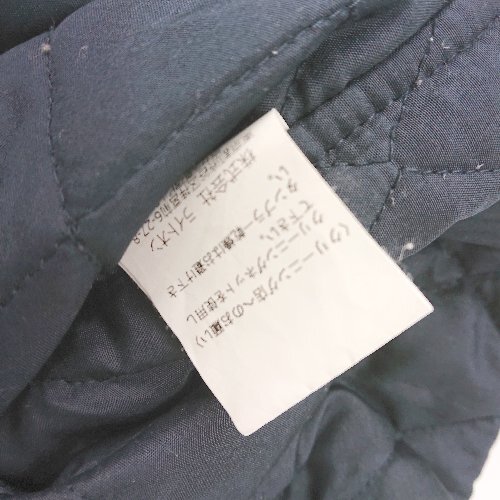 (クリーニング店へのお願い)
クリーニングネットを使用し
て下さい。
タンブラー乾燥はお避け下さ
い。
株式会社 ライトオン